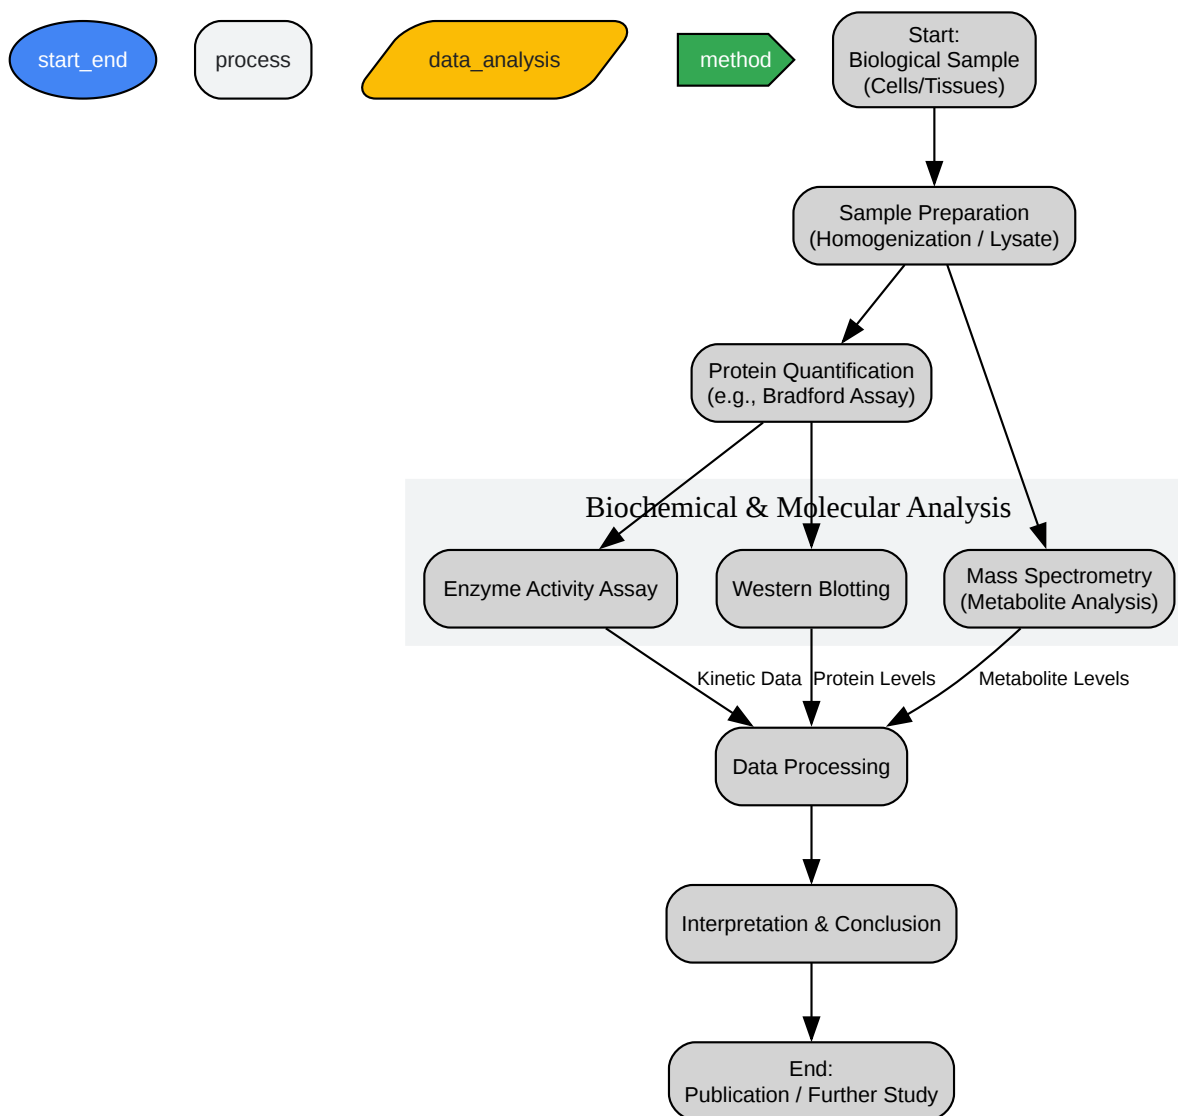 start_end
process
data_analysis
method
Start:
Biological Sample
(Cells/Tissues)
Sample Preparation
(Homogenization / Lysate)
Protein Quantification
(e.g., Bradford Assay)
Biochemical & Molecular Analysis
Enzyme Activity Assay
Western Blotting
Mass Spectrometry
(Metabolite Analysis)
Kinetic Data
Protein Levels
Metabolite Levels
Data Processing
Interpretation & Conclusion
End:
Publication / Further Study